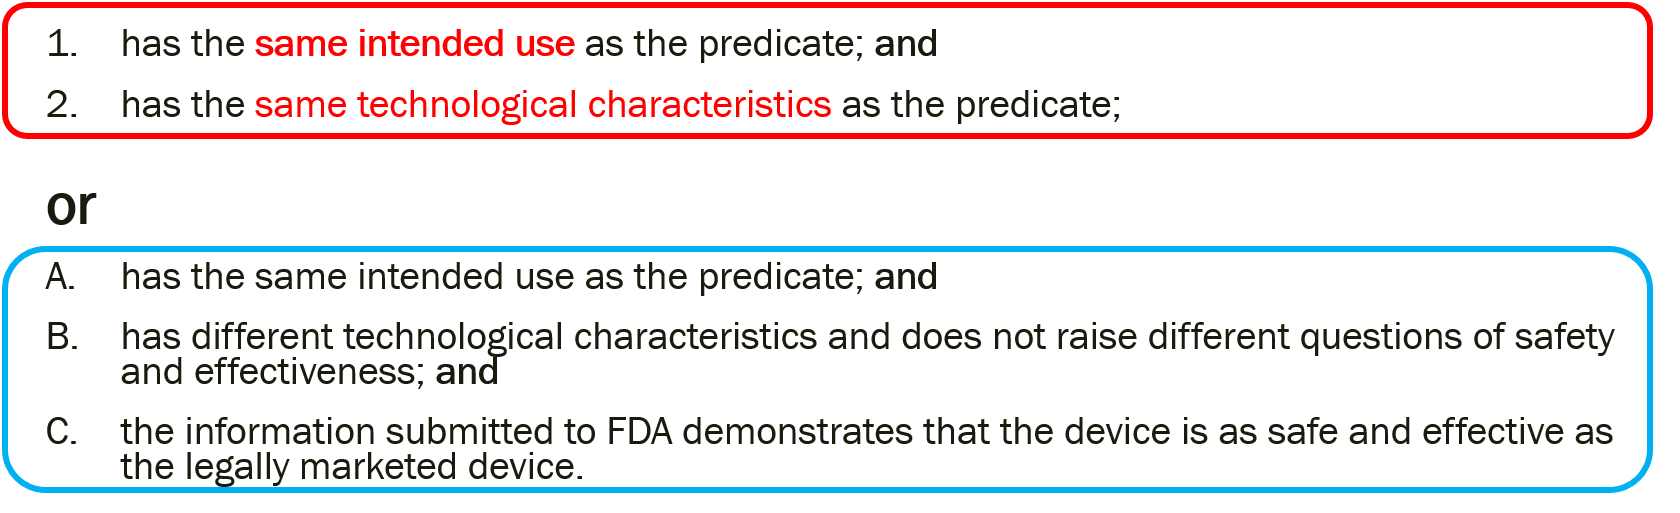 1. has the same intended use as the predicate; and
2. has the same technological characteristics as the predicate;
or
A. has the same intended use as the predicate; and
B. has different technological characteristics and does not raise different questions of safety
and effectiveness; and
C. the information submitted to FDA demonstrates that the device is as safe and effective as
the legally marketed device.